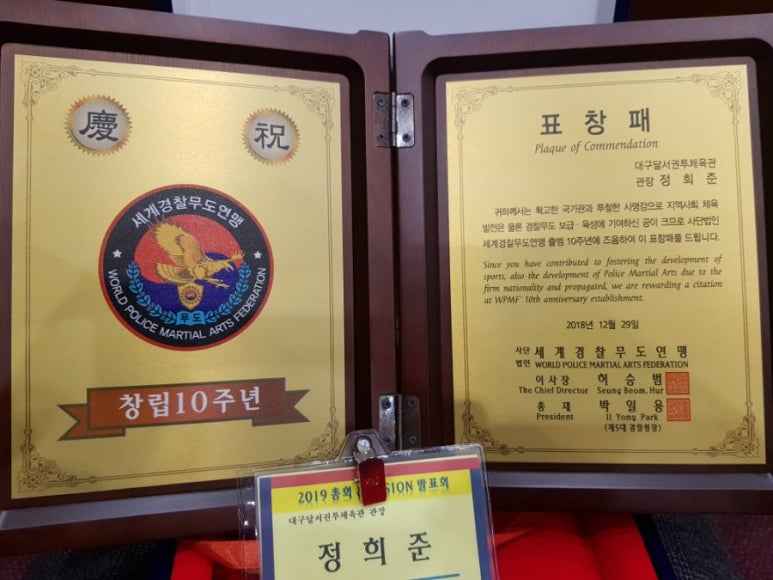 慶
祝
세계경찰무도연맹
무도
WORLD POLICE MARTIAL ARTS FEDERATION
창립10주년
표창패
Plaque of Commendation
대구달서권투체육관
관장 정희준
귀하께서는 확고한 국가관과 투철한 사명감으로 지역사회 체육
발전은 물론 경찰무도 보급·육성에 기여하신 공이 크므로 사단법인
세계경찰무도연맹 출범 10주년에 즈음하여 이 표창패를 드립니다.
Since you have contributed to fostering the development of
sports, also the development of Police Martial Arts due to the
firm nationality and propagated, we are rewarding a citation
at WPMF' 10th anniversary establishment.
2018년 12월 29일
사단법인 세계경찰무도연맹
WORLD POLICE MARTIAL ARTS FEDERATION
이사장 허승범
The Chief Director Seung Beom, Hur
총재 박일용
President Il Yong Park
(제5대 경찰청장)
2019 총회 SION 발표회
대구달서권투체육관 관장
정희준